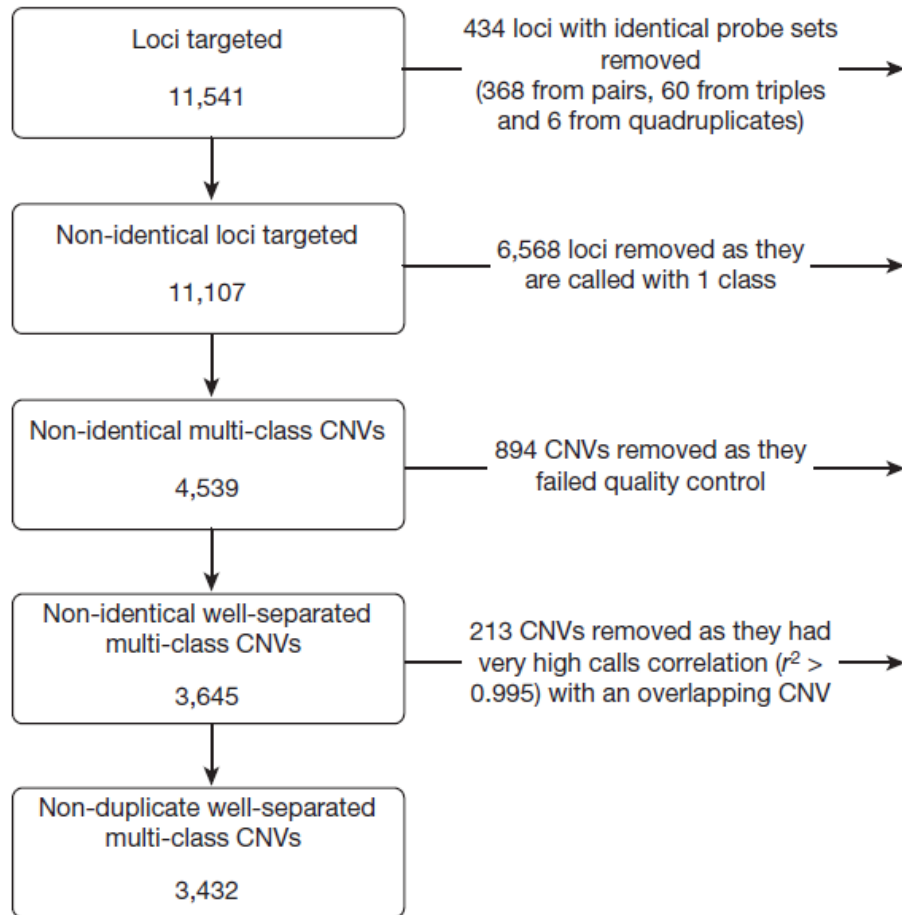 Loci targeted
11,541
434 loci with identical probe sets
removed
(368 from pairs, 60 from triples
and 6 from quadruplicates)
Non-identical loci targeted
11,107
6,568 loci removed as they
are called with 1 class
Non-identical multi-class CNVs
4,539
894 CNVs removed as they
failed quality control
Non-identical well-separated
multi-class CNVs
3,645
213 CNVs removed as they had
very high calls correlation (r² >
0.995) with an overlapping CNV
Non-duplicate well-separated
multi-class CNVs
3,432